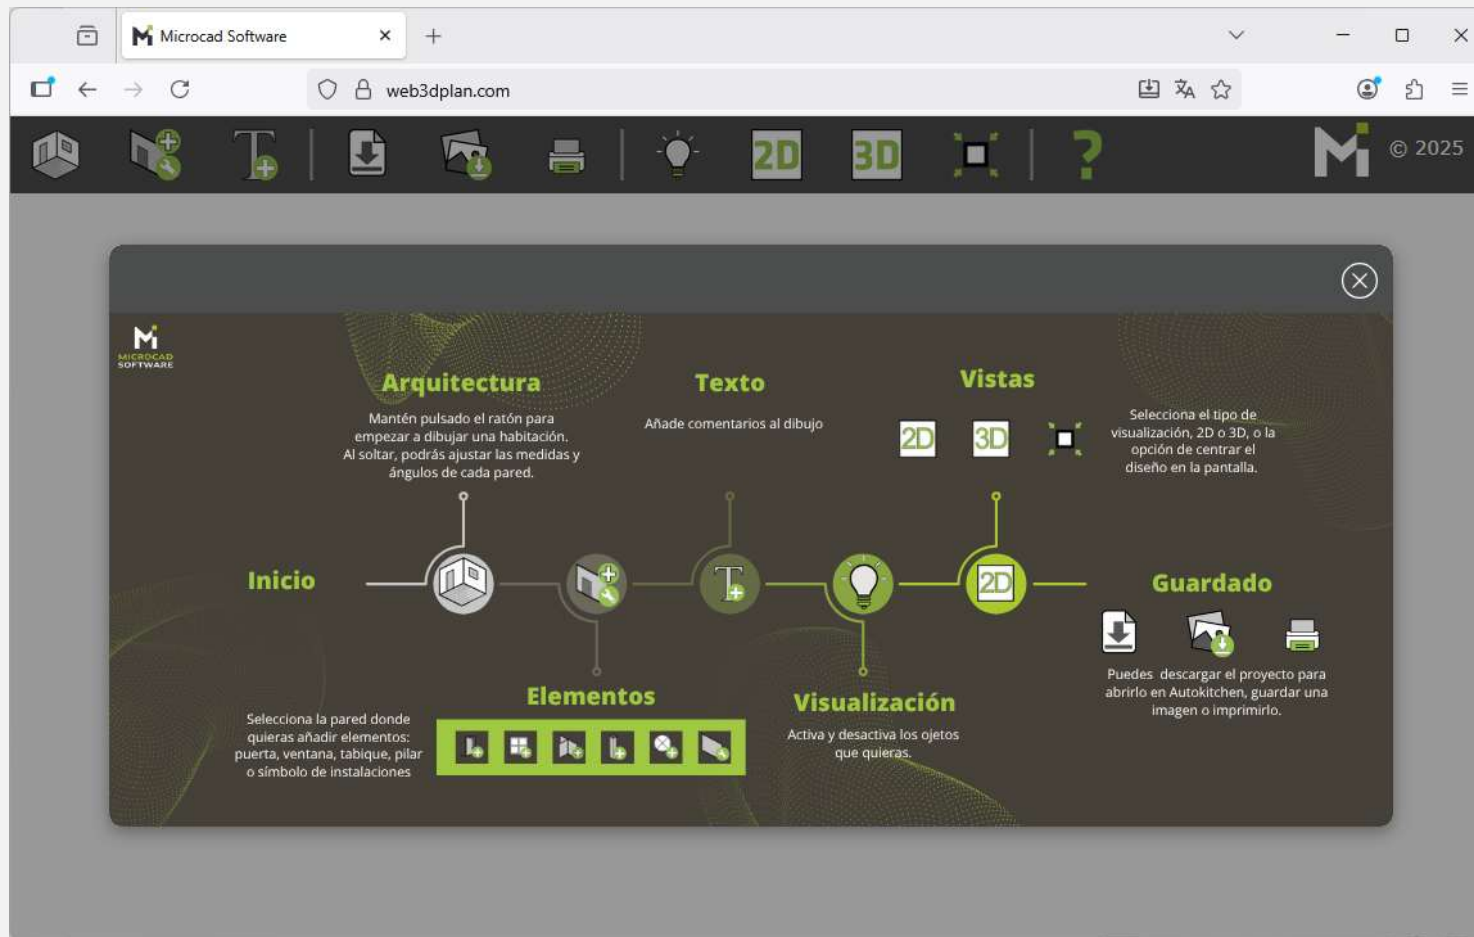 Microcad Software
web3dplan.com
2D
3D
?
© 2025
MICROCAD
SOFTWARE
Arquitectura
Mantén pulsado el ratón para
empezar a dibujar una habitación.
Al soltar, podrás ajustar las medidas y
ángulos de cada pared.
Texto
Añade comentarios al dibujo
Vistas
2D
3D
Selecciona el tipo de
visualización, 2D o 3D, o la
opción de centrar el
diseño en la pantalla.
Inicio
T
2D
Guardado
Puedes descargar el proyecto para
abrirlo en Autokitchen, guardar una
imagen o imprimirlo.
Elementos
Selecciona la pared donde
quieras añadir elementos:
puerta, ventana, tabique, pilar
o símbolo de instalaciones
Visualización
Activa y desactiva los ojetos
que quieras.